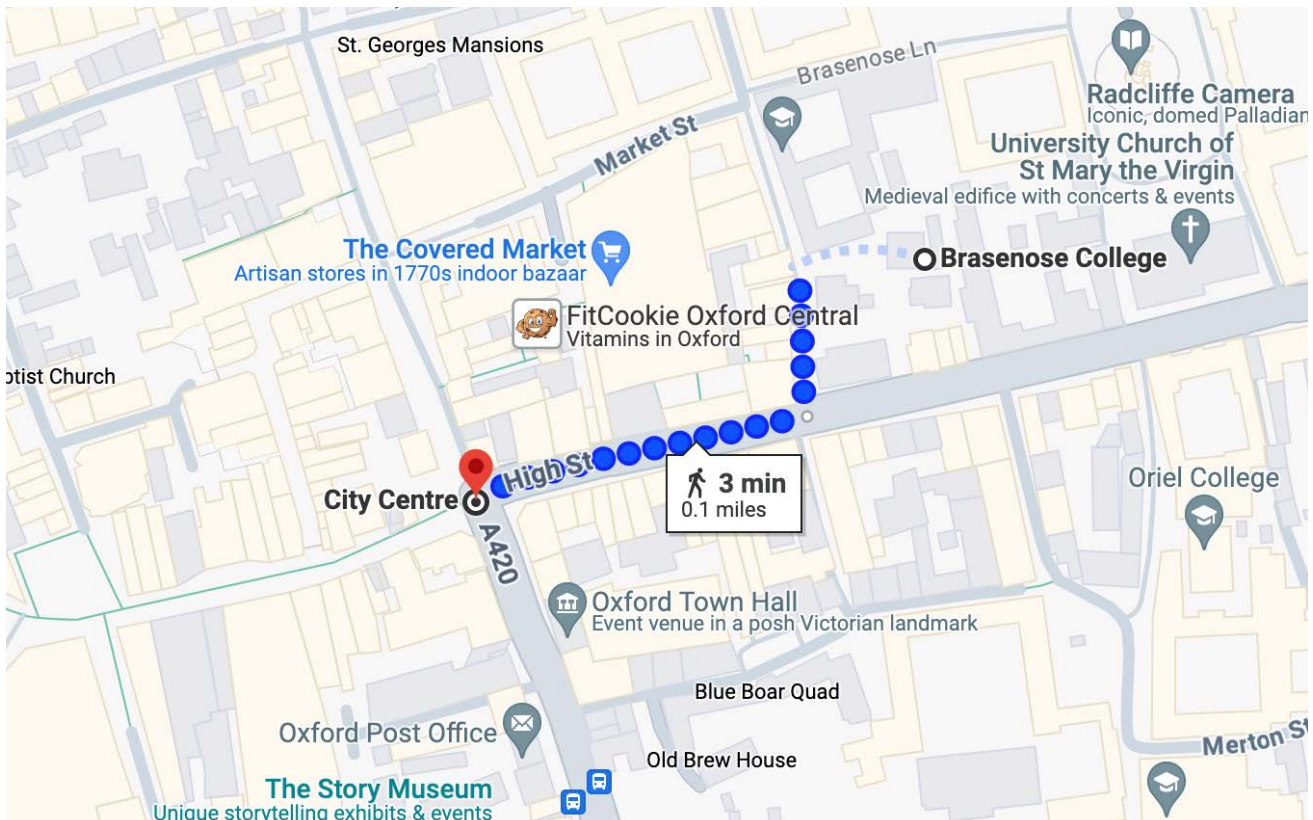 St. Georges Mansions
Brasenose Ln
Radcliffe Camera
Iconic, domed Palladian
Market St
University Church of
St Mary the Virgin
Medieval edifice with concerts & events
The Covered Market
Artisan stores in 1770s indoor bazaar
Brasenose College
FitCookie Oxford Central
Vitamins in Oxford
ptist Church
High St
3 min
0.1 miles
City Centre
Oriel College
A420
Oxford Town Hall
Event venue in a posh Victorian landmark
Blue Boar Quad
Oxford Post Office
Merton St
Old Brew House
The Story Museum
Unique storytelling exhibits & events